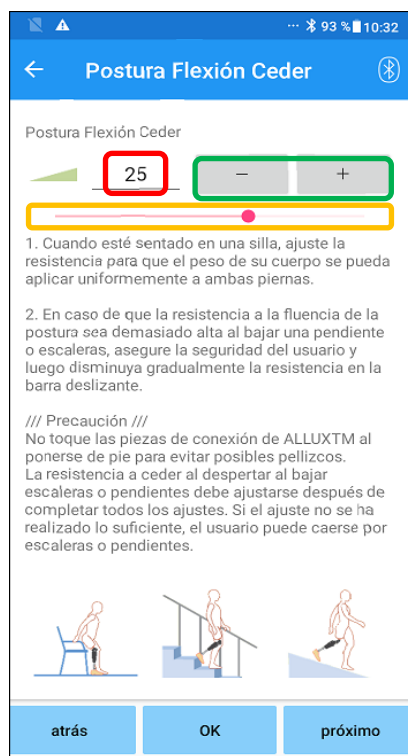 ··· 93 % 10:32
Postura Flexión Ceder
Postura Flexión Ceder
25 − +
1. Cuando esté sentado en una silla, ajuste la
resistencia para que el peso de su cuerpo se pueda
aplicar uniformemente a ambas piernas.
2. En caso de que la resistencia a la fluencia de la
postura sea demasiado alta al bajar una pendiente
o escaleras, asegure la seguridad del usuario y
luego disminuya gradualmente la resistencia en la
barra deslizante.
/// Precaución ///
No toque las piezas de conexión de ALLUXTM al
ponerse de pie para evitar posibles pellizcos.
La resistencia a ceder al despertar al bajar
escaleras o pendientes debe ajustarse después de
completar todos los ajustes. Si el ajuste no se ha
realizado lo suficiente, el usuario puede caerse por
escaleras o pendientes.
atrás OK próximo